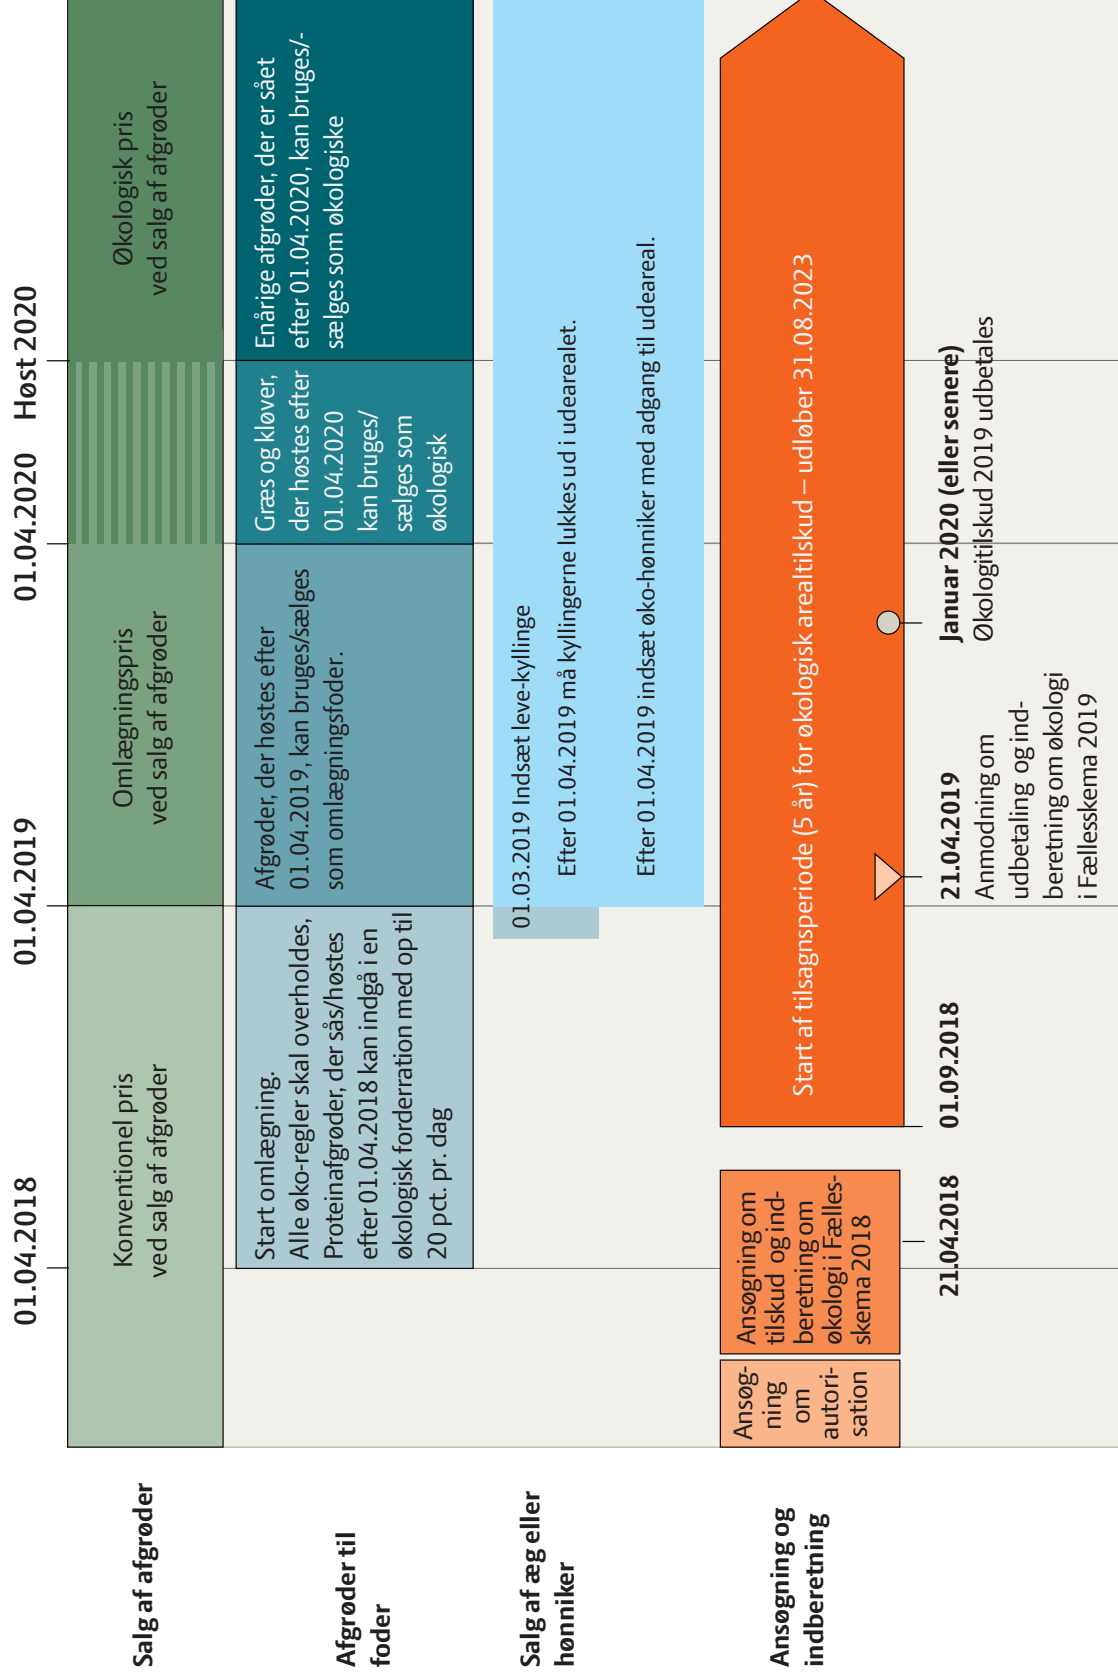 01.04.2018
01.04.2019
01.04.2020
Høst 2020
Salg af afgrøder
Konventionel pris
ved salg af afgrøder
Omlægningspris
ved salg af afgrøder
Økologisk pris
ved salg af afgrøder
Afgrøder til
foder
Start omlægning.
Alle øko-regler skal overholdes,
Proteinafgrøder, der sås/høstes
efter 01.04.2018 kan indgå i en
økologisk forderration med op til
20 pct. pr. dag
Afgrøder, der høstes efter
01.04.2019, kan bruges/sælges
som omlægningsfoder.
Græs og kløver,
der høstes efter
01.04.2020
kan bruges/
sælges som
økologisk
Enårige afgrøder, der er sået
efter 01.04.2020, kan bruges/-
sælges som økologiske
Salg af æg eller
hønniker
01.03.2019 Indsæt leve-kyllinge
Efter 01.04.2019 må kyllingerne lukkes ud i udearealet.
Efter 01.04.2019 indsæt øko-hønniker med adgang til udeareal.
Ansøgning og
indberetning
Ansøg-
ning
om
autori-
sation
Ansøgning om
tilskud og ind-
beretning om
økologi i Fælles-
skema 2018
Start af tilsagnsperiode (5 år) for økologisk arealtilskud – udløber 31.08.2023
21.04.2018
01.09.2018
21.04.2019
Anmodning om
udbetaling og ind-
beretning om økologi
i Fællesskema 2019
Januar 2020 (eller senere)
Økologitilskud 2019 udbetales